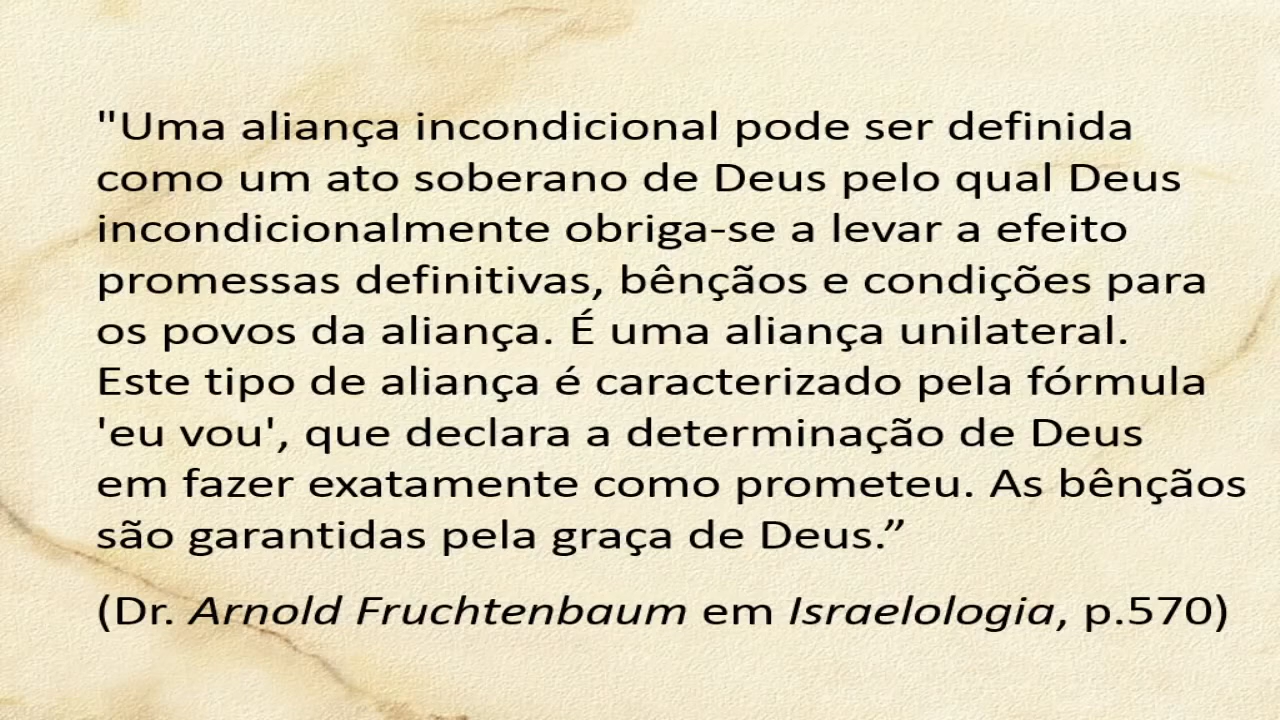 "Uma aliança incondicional pode ser definida
como um ato soberano de Deus pelo qual Deus
incondicionalmente obriga-se a levar a efeito
promessas definitivas, bênçãos e condições para
os povos da aliança. É uma aliança unilateral.
Este tipo de aliança é caracterizado pela fórmula
'eu vou', que declara a determinação de Deus
em fazer exatamente como prometeu. As bênçãos
são garantidas pela graça de Deus.”
(Dr. Arnold Fruchtenbaum em Israelologia, p.570)